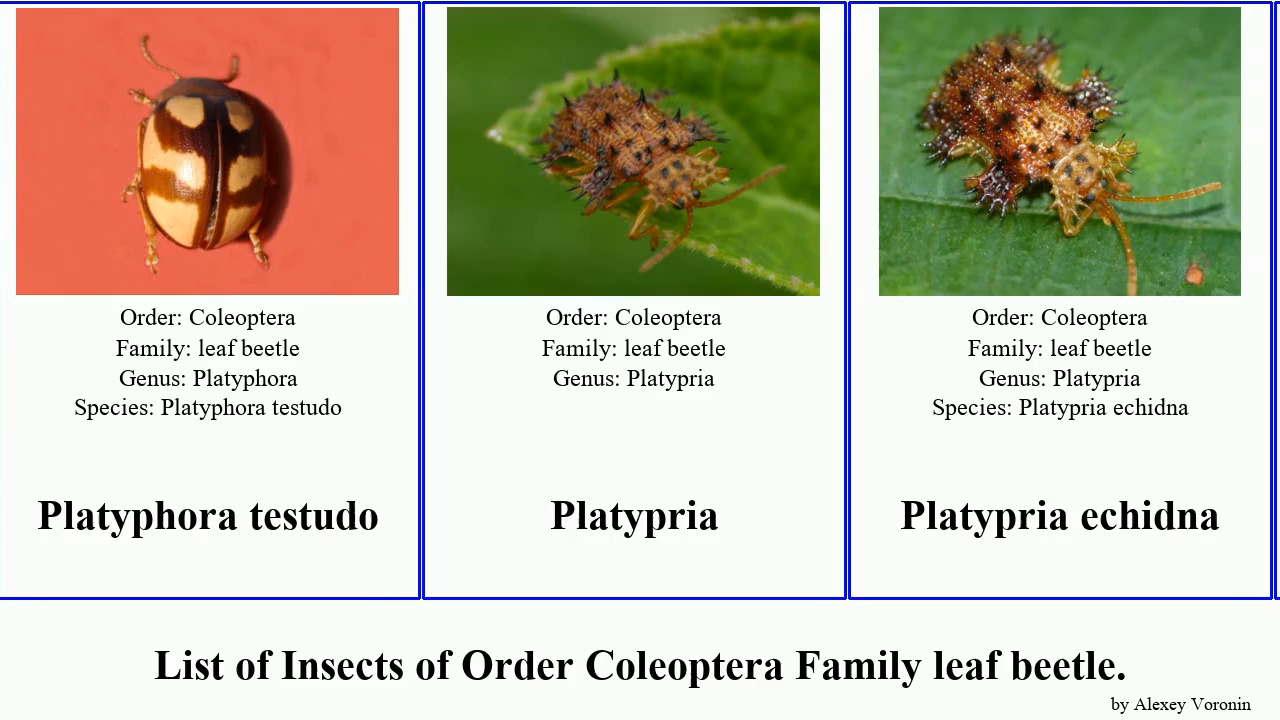 Order: Coleoptera
Family: leaf beetle
Genus: Platyphora
Species: Platyphora testudo
Platyphora testudo
Order: Coleoptera
Family: leaf beetle
Genus: Platypria
Platypria
Order: Coleoptera
Family: leaf beetle
Genus: Platypria
Species: Platypria echidna
Platypria echidna
List of Insects of Order Coleoptera Family leaf beetle.
by Alexey Voronin